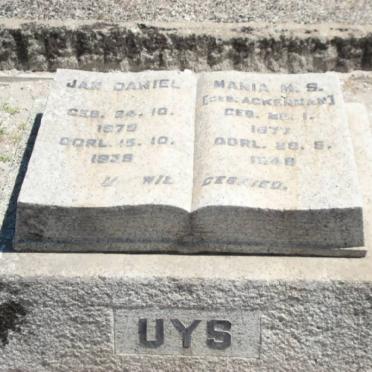 JAN DANIEL
GEB. 24. 10.
1879
OORL. 15. 10.
1938
MARIA M. S.
[GEB. ACKERMAN]
GEB. 1.
1877
OORL. 28. 5.
1948
U WIL GESKIED.
UYS